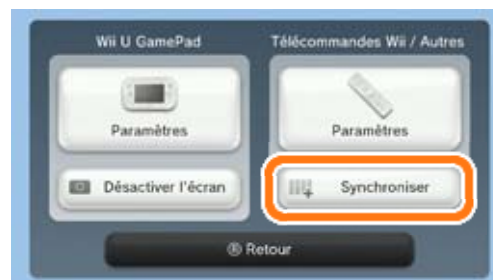 Wii U GamePad
Télécommandes Wii / Autres
Paramètres
Paramètres
Désactiver l'écran
Synchroniser
Ⓑ Retour